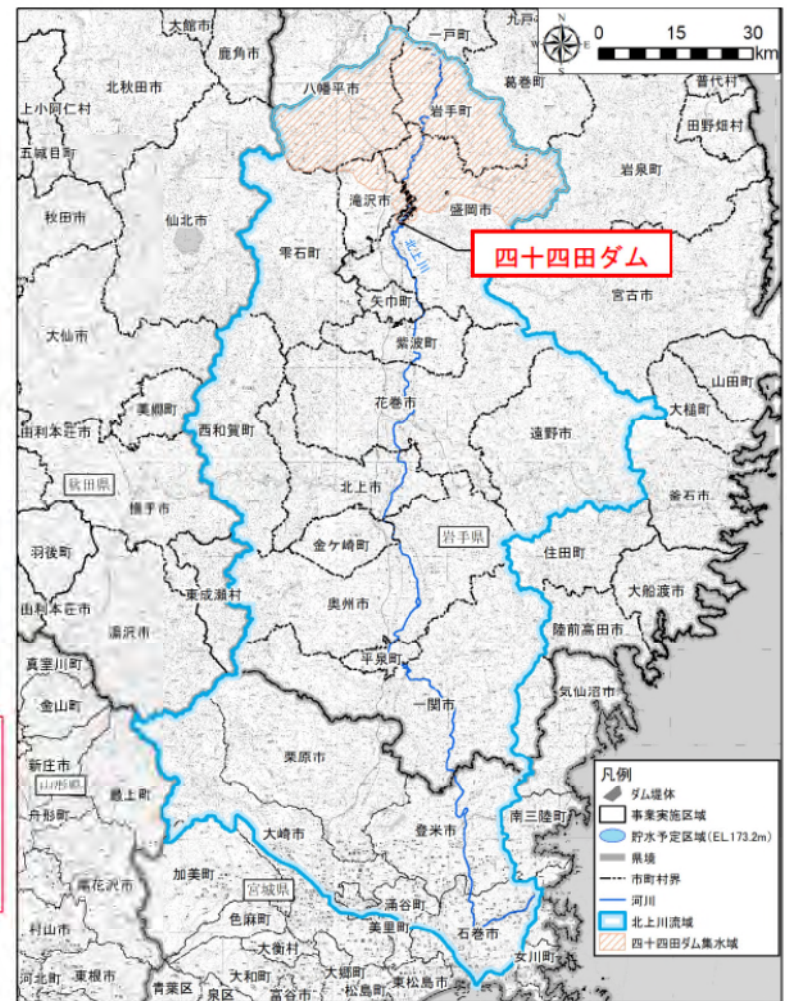 大館市
鹿角市
一戸町
九戸
N
W
E
S
0 15 30
km
北秋田市
八幡平市
岩手町
葛巻町
普代村
上小阿仁村
田野畑村
五城目町
岩泉町
秋田市
仙北市
滝沢市
盛岡市
雫石町
北上川
四十四田ダム
宮古市
矢巾町
大仙市
紫波町
山田町
美郷町
花巻市
大槌町
由利本荘市
西和賀町
遠野市
秋田県
北上市
釜石市
横手市
岩手県
羽後町
金ケ崎町
住田町
東成瀬村
奥州市
大船渡市
由利本荘市
湯沢市
陸前高田市
真室川町
平泉町
金山町
気仙沼市
一関市
新庄市
栗原市
山形県
最上町
舟形町
大崎市
登米市
南三陸町
加美町
尾花沢市
宮城県
涌谷町
色麻町
美里町
石巻市
村山市
大衡村
女川町
河北町
東根市
大和町
大郷町
東松島市
青葉区
泉区
富谷市
松島町
凡例
ダム堤体
事業実施区域
貯水予定区域(EL.173.2m)
県境
市町村界
河川
北上川流域
四十四田ダム集水域